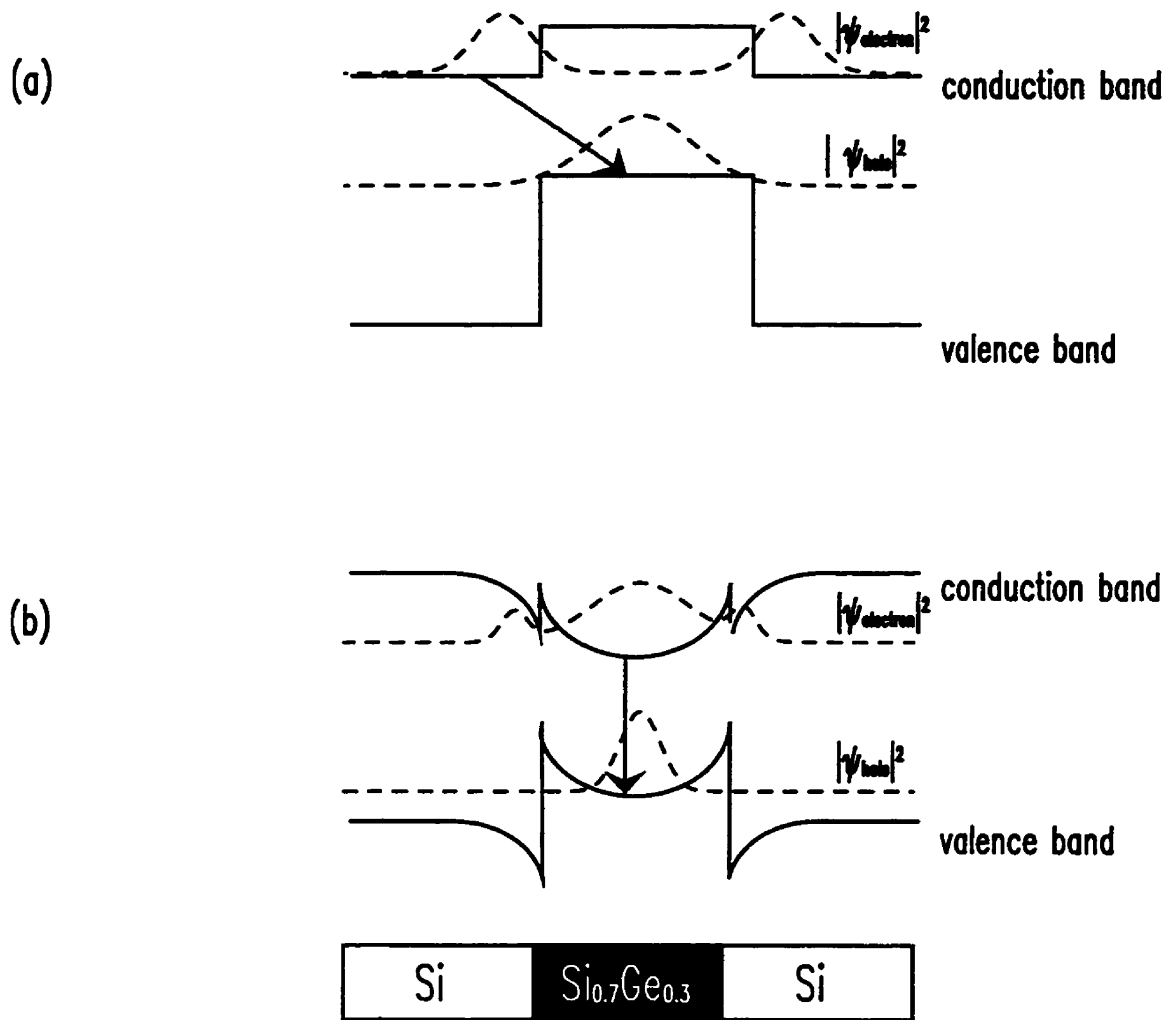 (a)
|ψelectron|²
conduction band
|ψhole|²
valence band
(b)
conduction band
|ψelectron|²
|ψhole|²
valence band
Si
Si₀.₇Ge₀.₃
Si